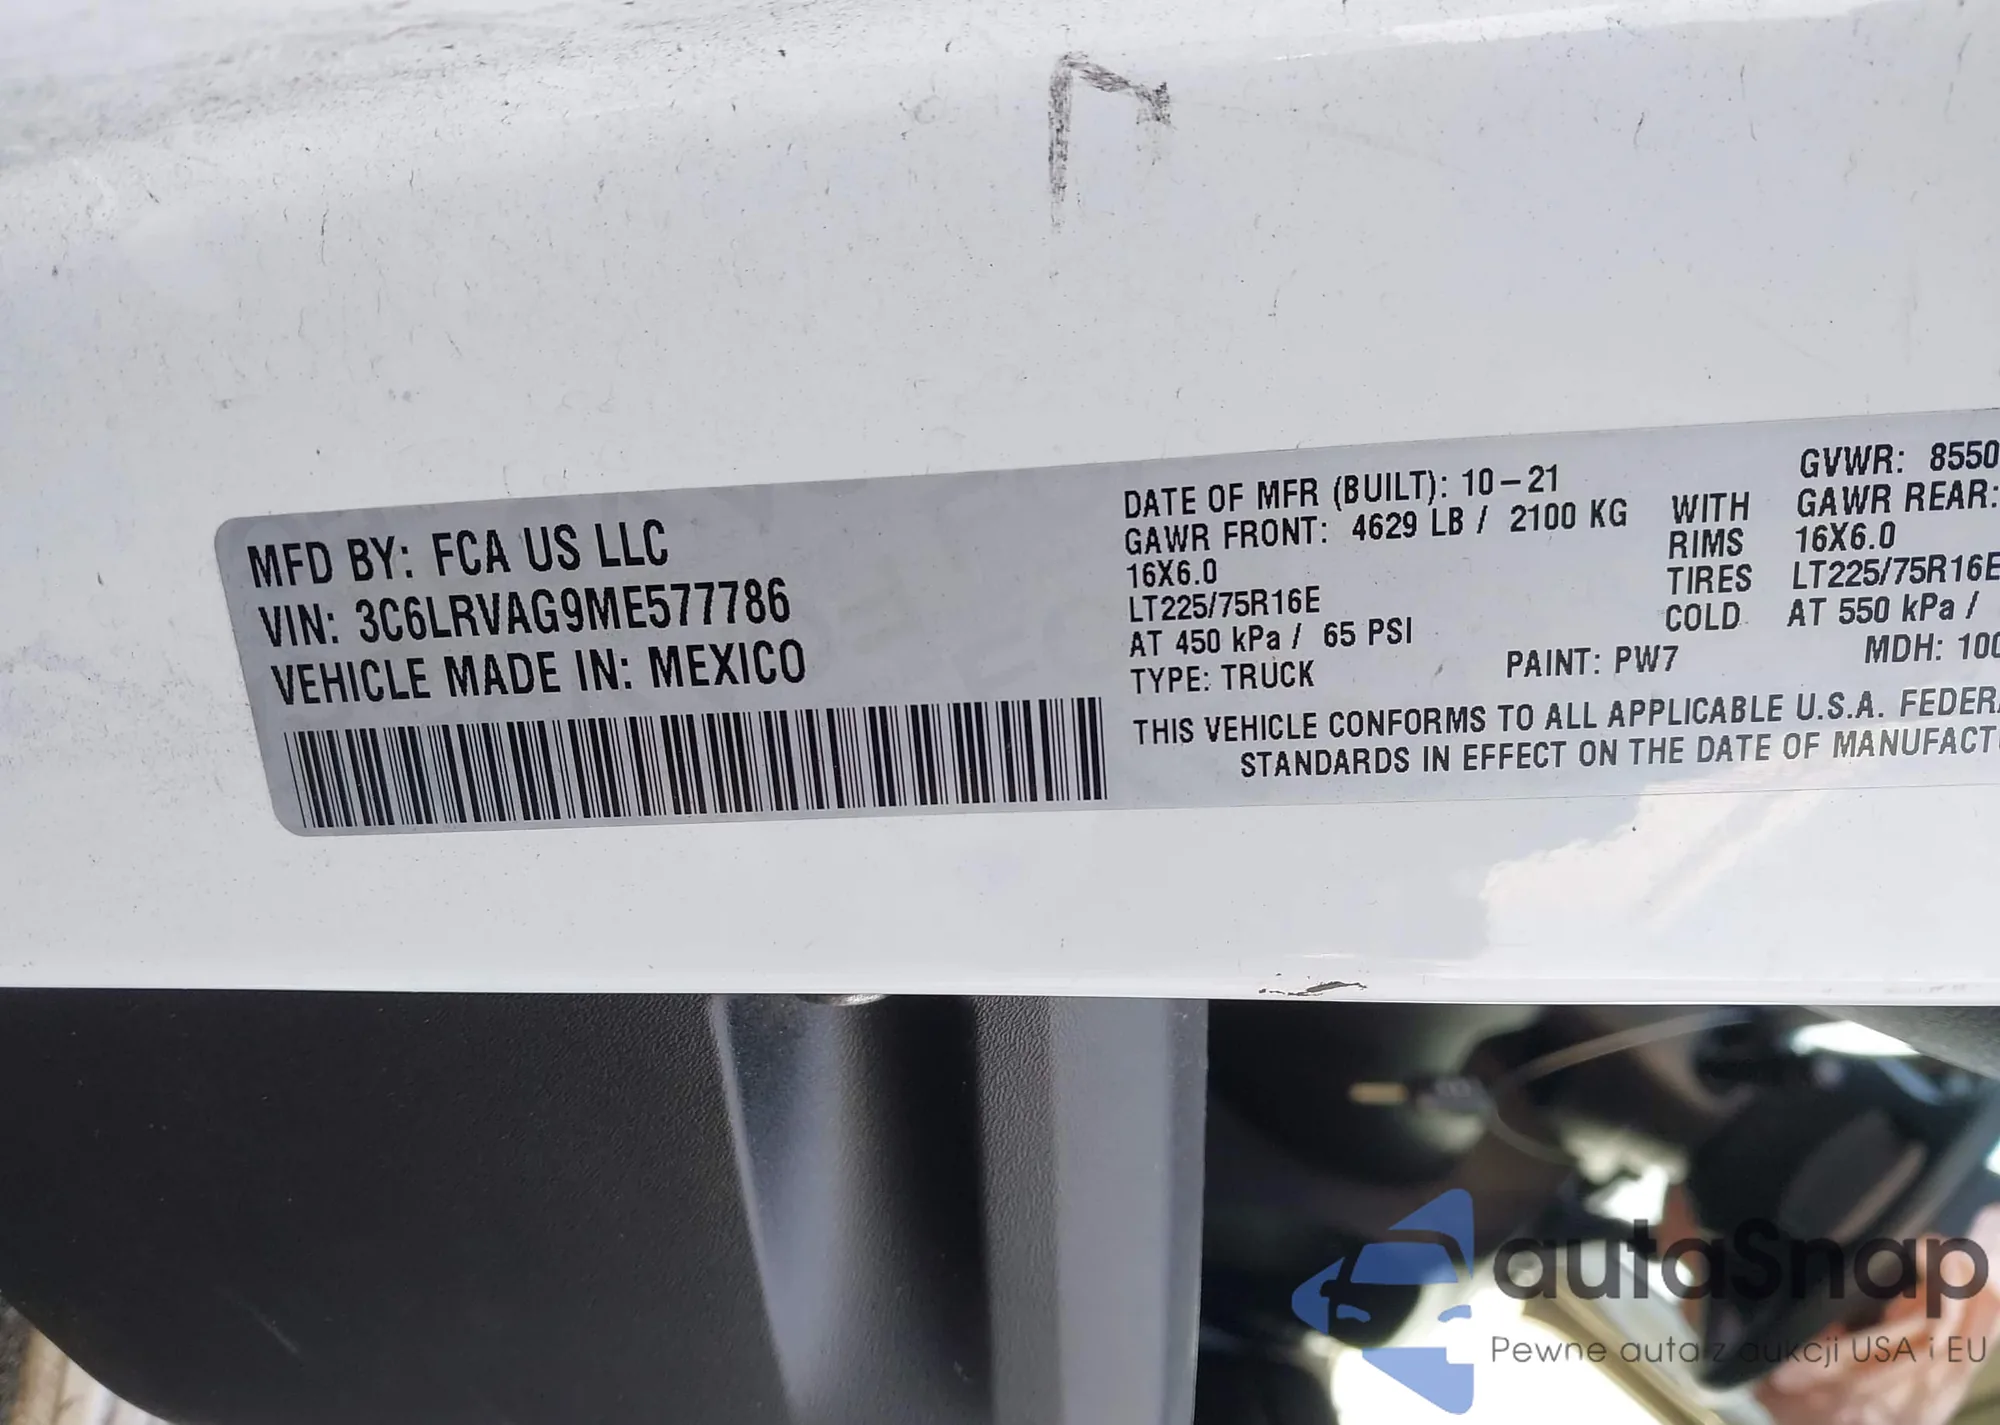 MFD BY: FCA US LLC
VIN: 3C6LRVAG9ME577786
VEHICLE MADE IN: MEXICO
DATE OF MFR (BUILT): 10-21
GVWR: 8550
GAWR FRONT: 4629 LB / 2100 KG WITH GAWR REAR:
16X6.0 RIMS 16X6.0
LT225/75R16E TIRES LT225/75R16E
AT 450 kPa / 65 PSI COLD AT 550 kPa /
TYPE: TRUCK PAINT: PW7 MDH: 100
THIS VEHICLE CONFORMS TO ALL APPLICABLE U.S.A. FEDERA
STANDARDS IN EFFECT ON THE DATE OF MANUFACT
autaSnap
Pewne auta z aukcji USA i EU